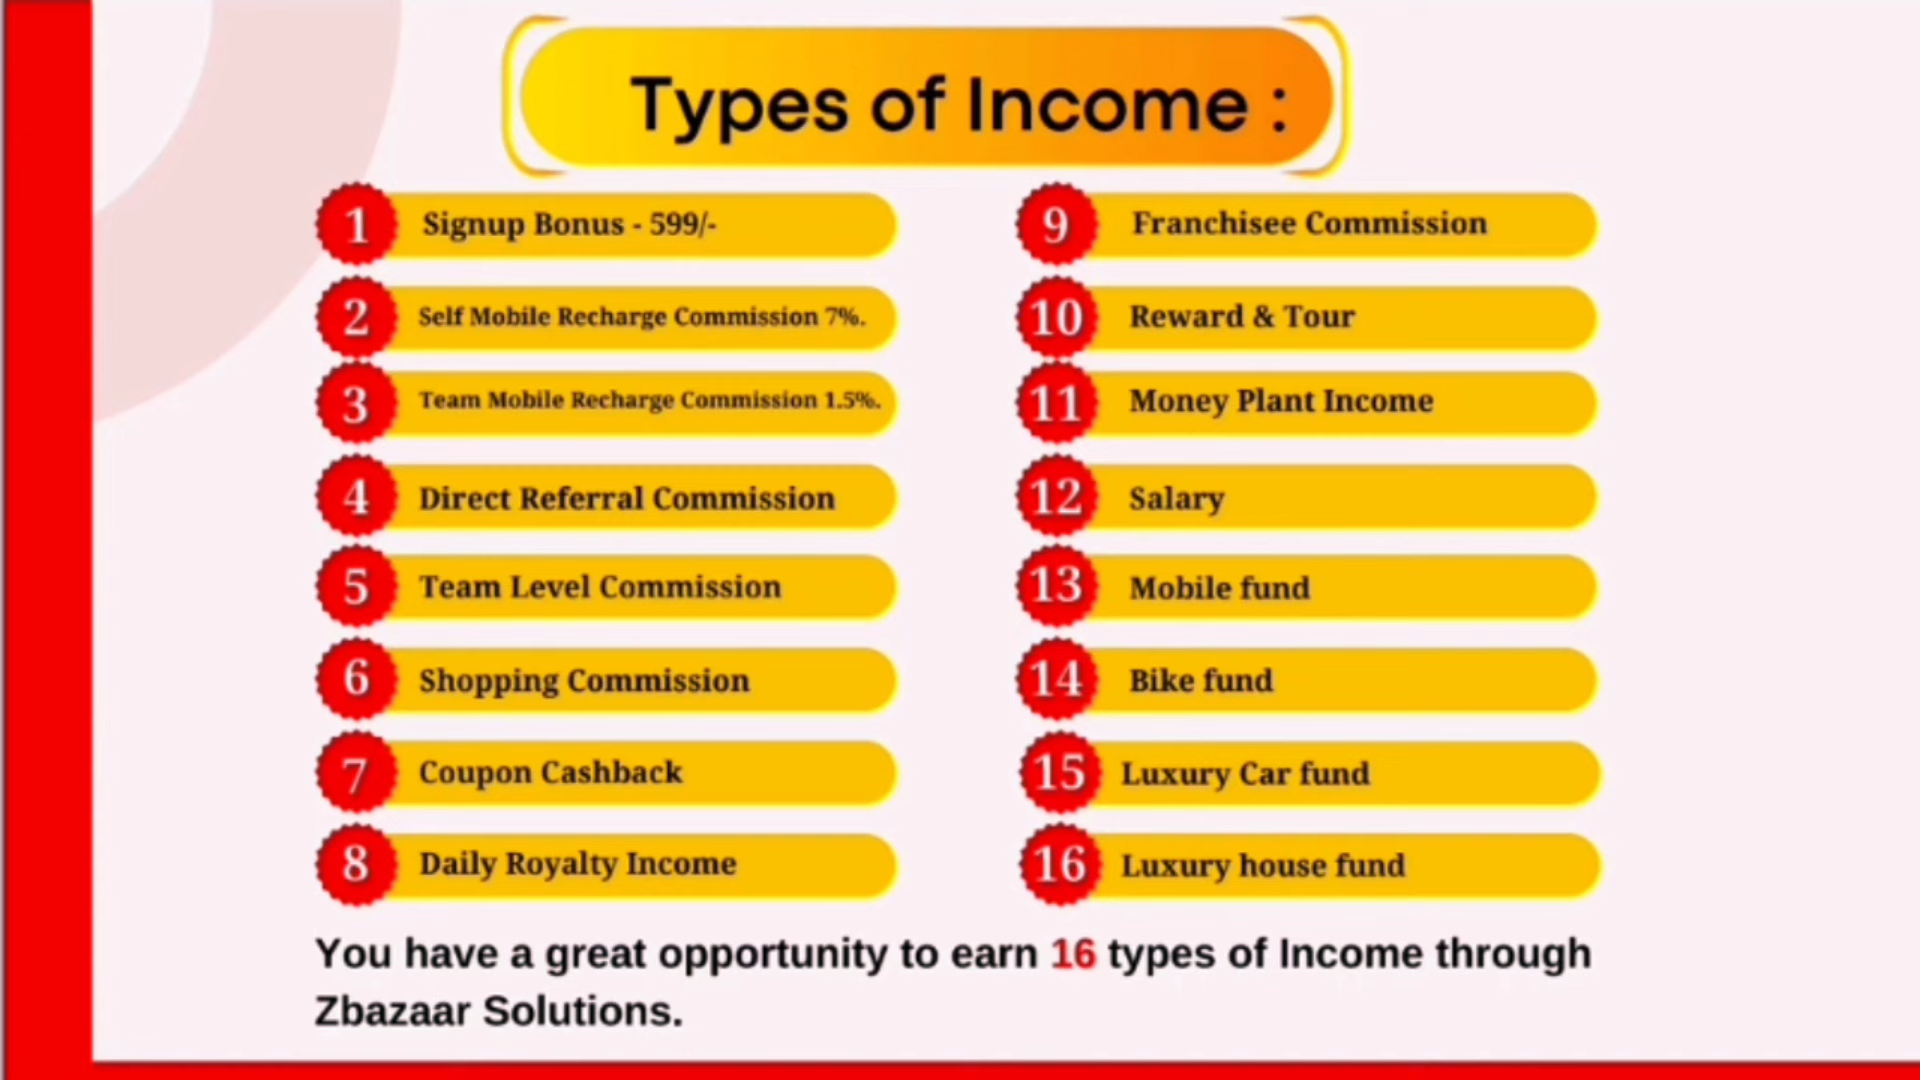 Types of Income :
1 Signup Bonus - 599/-
2 Self Mobile Recharge Commission 7%.
3 Team Mobile Recharge Commission 1.5%.
4 Direct Referral Commission
5 Team Level Commission
6 Shopping Commission
7 Coupon Cashback
8 Daily Royalty Income
9 Franchisee Commission
10 Reward & Tour
11 Money Plant Income
12 Salary
13 Mobile fund
14 Bike fund
15 Luxury Car fund
16 Luxury house fund
You have a great opportunity to earn 16 types of Income through
Zbazaar Solutions.